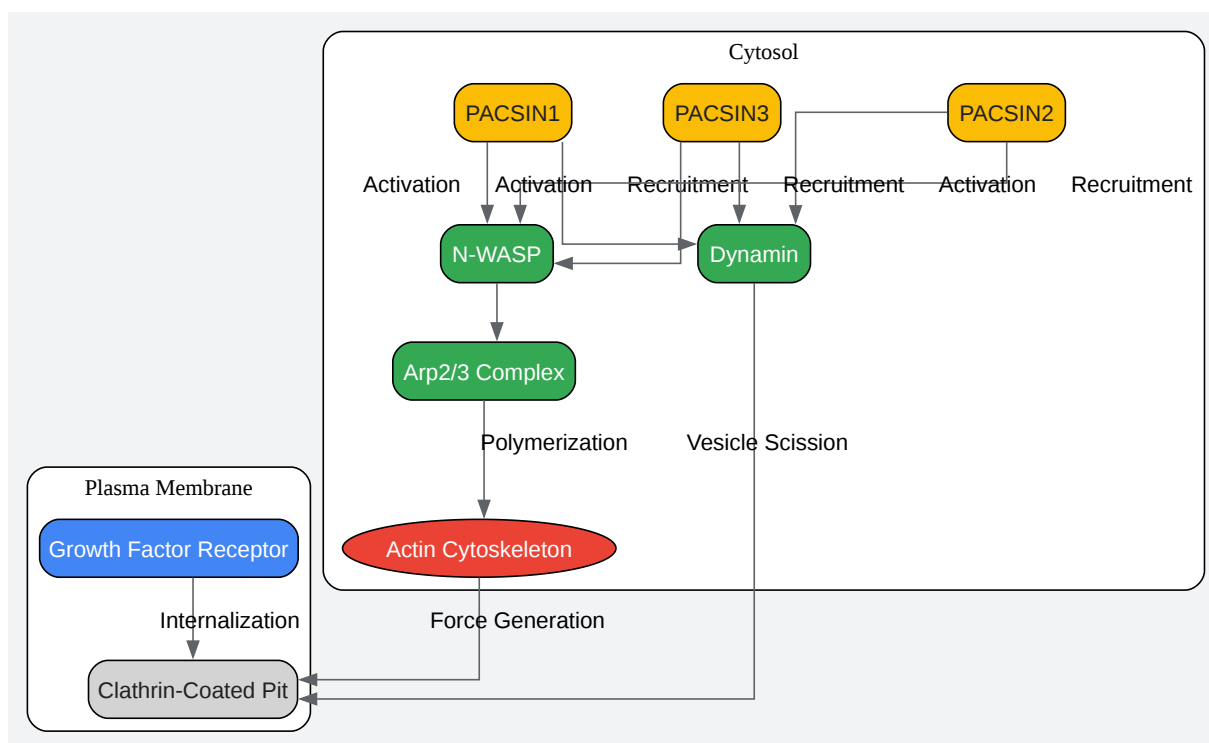 Cytosol
PACSIN1
PACSIN3
PACSIN2
Activation
Activation
Recruitment
Recruitment
Activation
Recruitment
N-WASP
Dynamin
Arp2/3 Complex
Polymerization
Vesicle Scission
Plasma Membrane
Growth Factor Receptor
Actin Cytoskeleton
Internalization
Force Generation
Clathrin-Coated Pit